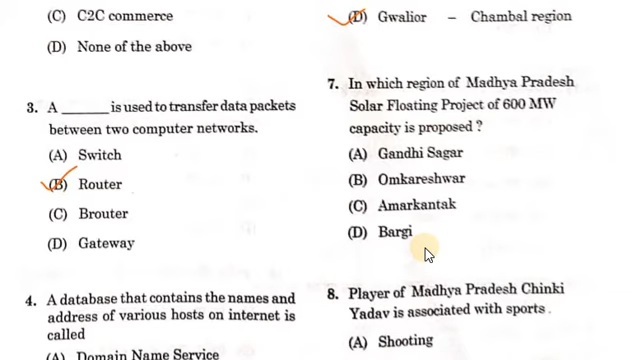 (C) C2C commerce
(D) None of the above
3. A ______ is used to transfer data packets
between two computer networks.
(A) Switch
(B) Router
(C) Brouter
(D) Gateway
4. A database that contains the names and
address of various hosts on internet is
called
(A) Domain Name Service
(D) Gwalior – Chambal region
7. In which region of Madhya Pradesh
Solar Floating Project of 600 MW
capacity is proposed ?
(A) Gandhi Sagar
(B) Omkareshwar
(C) Amarkantak
(D) Bargi
8. Player of Madhya Pradesh Chinki
Yadav is associated with sports .
(A) Shooting